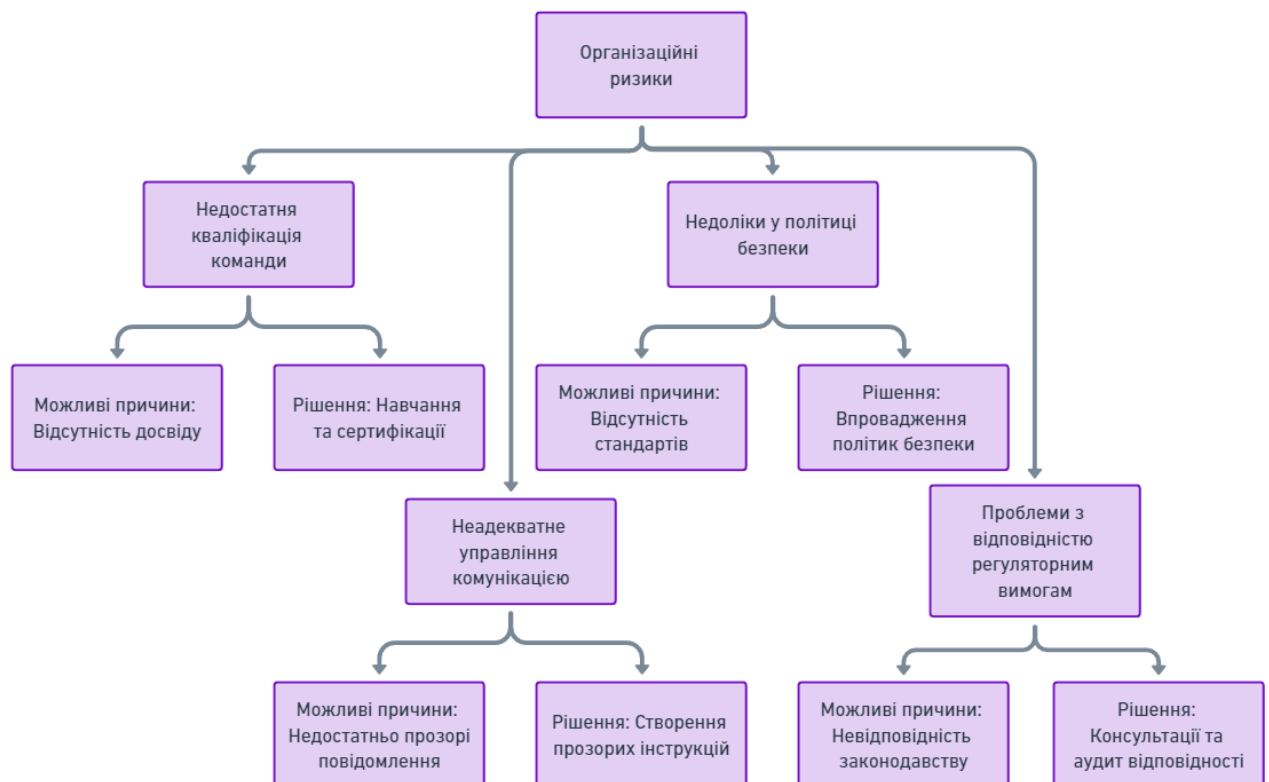 Організаційні
ризики
Недостатня
кваліфікація
команди
Недоліки у політиці
безпеки
Можливі причини:
Відсутність досвіду
Рішення: Навчання
та сертифікації
Можливі причини:
Відсутність
стандартів
Рішення:
Впровадження
політик безпеки
Неадекватне
управління
комунікацією
Проблеми з
відповідністю
регуляторним
вимогам
Можливі причини:
Недостатньо прозорі
повідомлення
Рішення: Створення
прозорих інструкцій
Можливі причини:
Невідповідність
законодавству
Рішення:
Консультації та
аудит відповідності